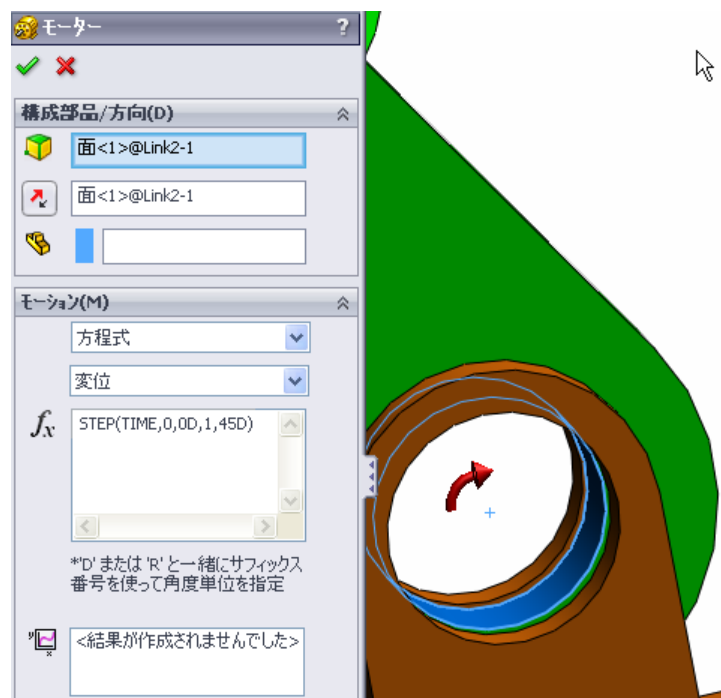 モーター ?
構成部品/方向(D)
面<1>@Link2-1
面<1>@Link2-1
モーション(M)
方程式
変位
fx
STEP(TIME,0,0D,1,45D)
*'D' または 'R' と一緒にサフィックス
番号を使って角度単位を指定
<結果が作成されませんでした>